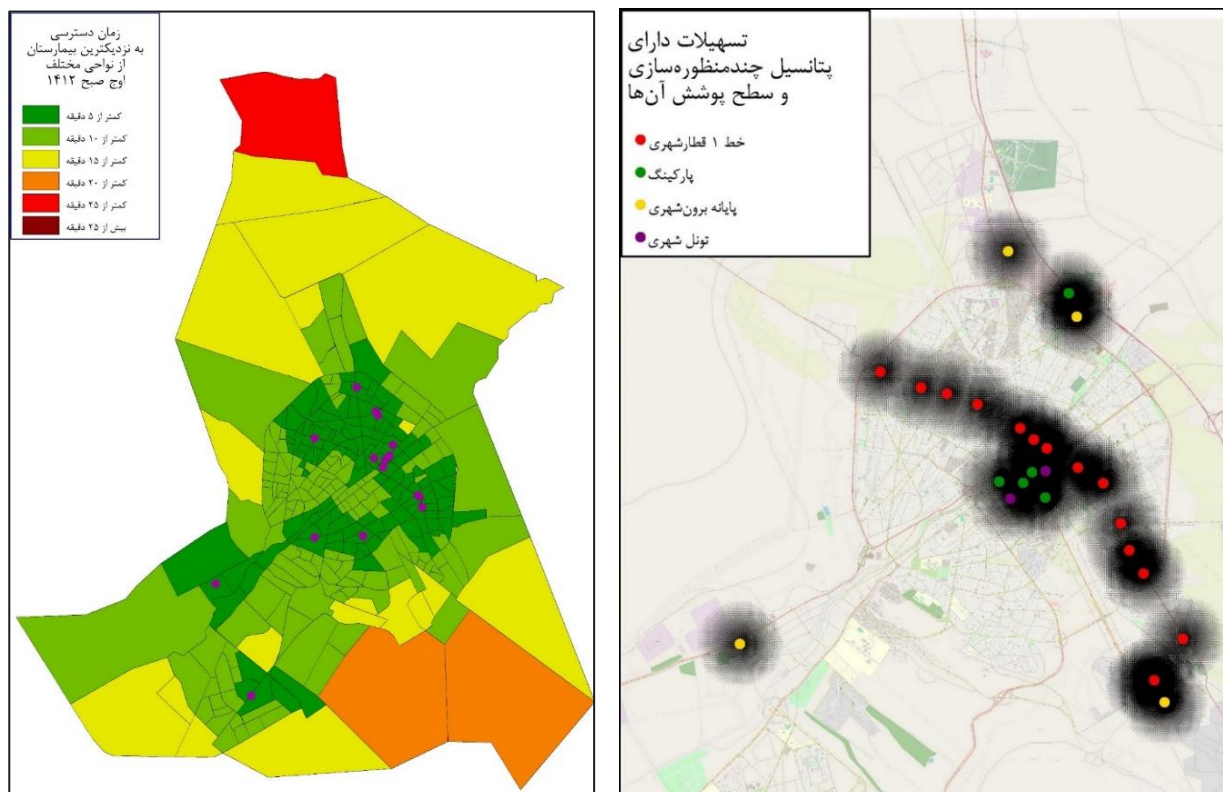 زمان دسترسی
به نزدیکترین بیمارستان
از نواحی مختلف
اوج صبح ۱۴۱۲
کمتر از ۵ دقیقه
کمتر از ۱۰ دقیقه
کمتر از ۱۵ دقیقه
کمتر از ۲۰ دقیقه
کمتر از ۲۵ دقیقه
بیش از ۲۵ دقیقه
تسهیلات دارای
پتانسیل چندمنظوره‌سازی
و سطح پوشش آن‌ها
خط ۱ قطارشهری
پارکینگ
پایانه برون‌شهری
تونل شهری